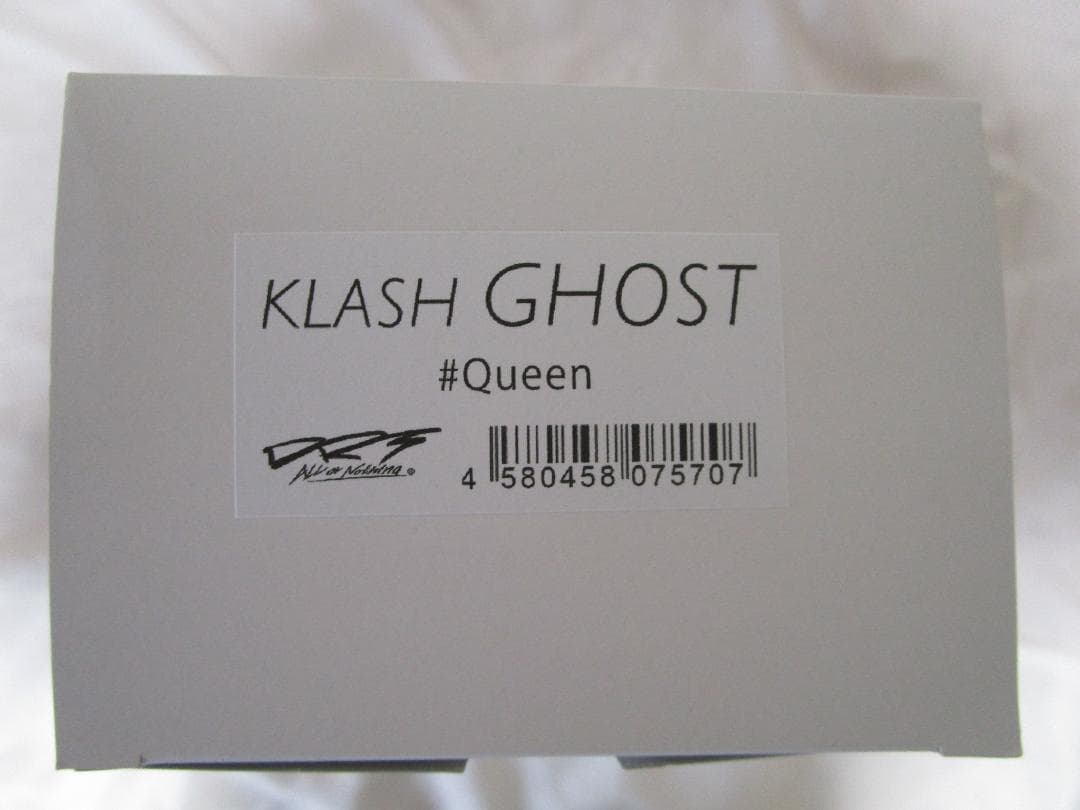 KLASH GHOST
#Queen
DRT
All or Nothing ®
4 580458 075707